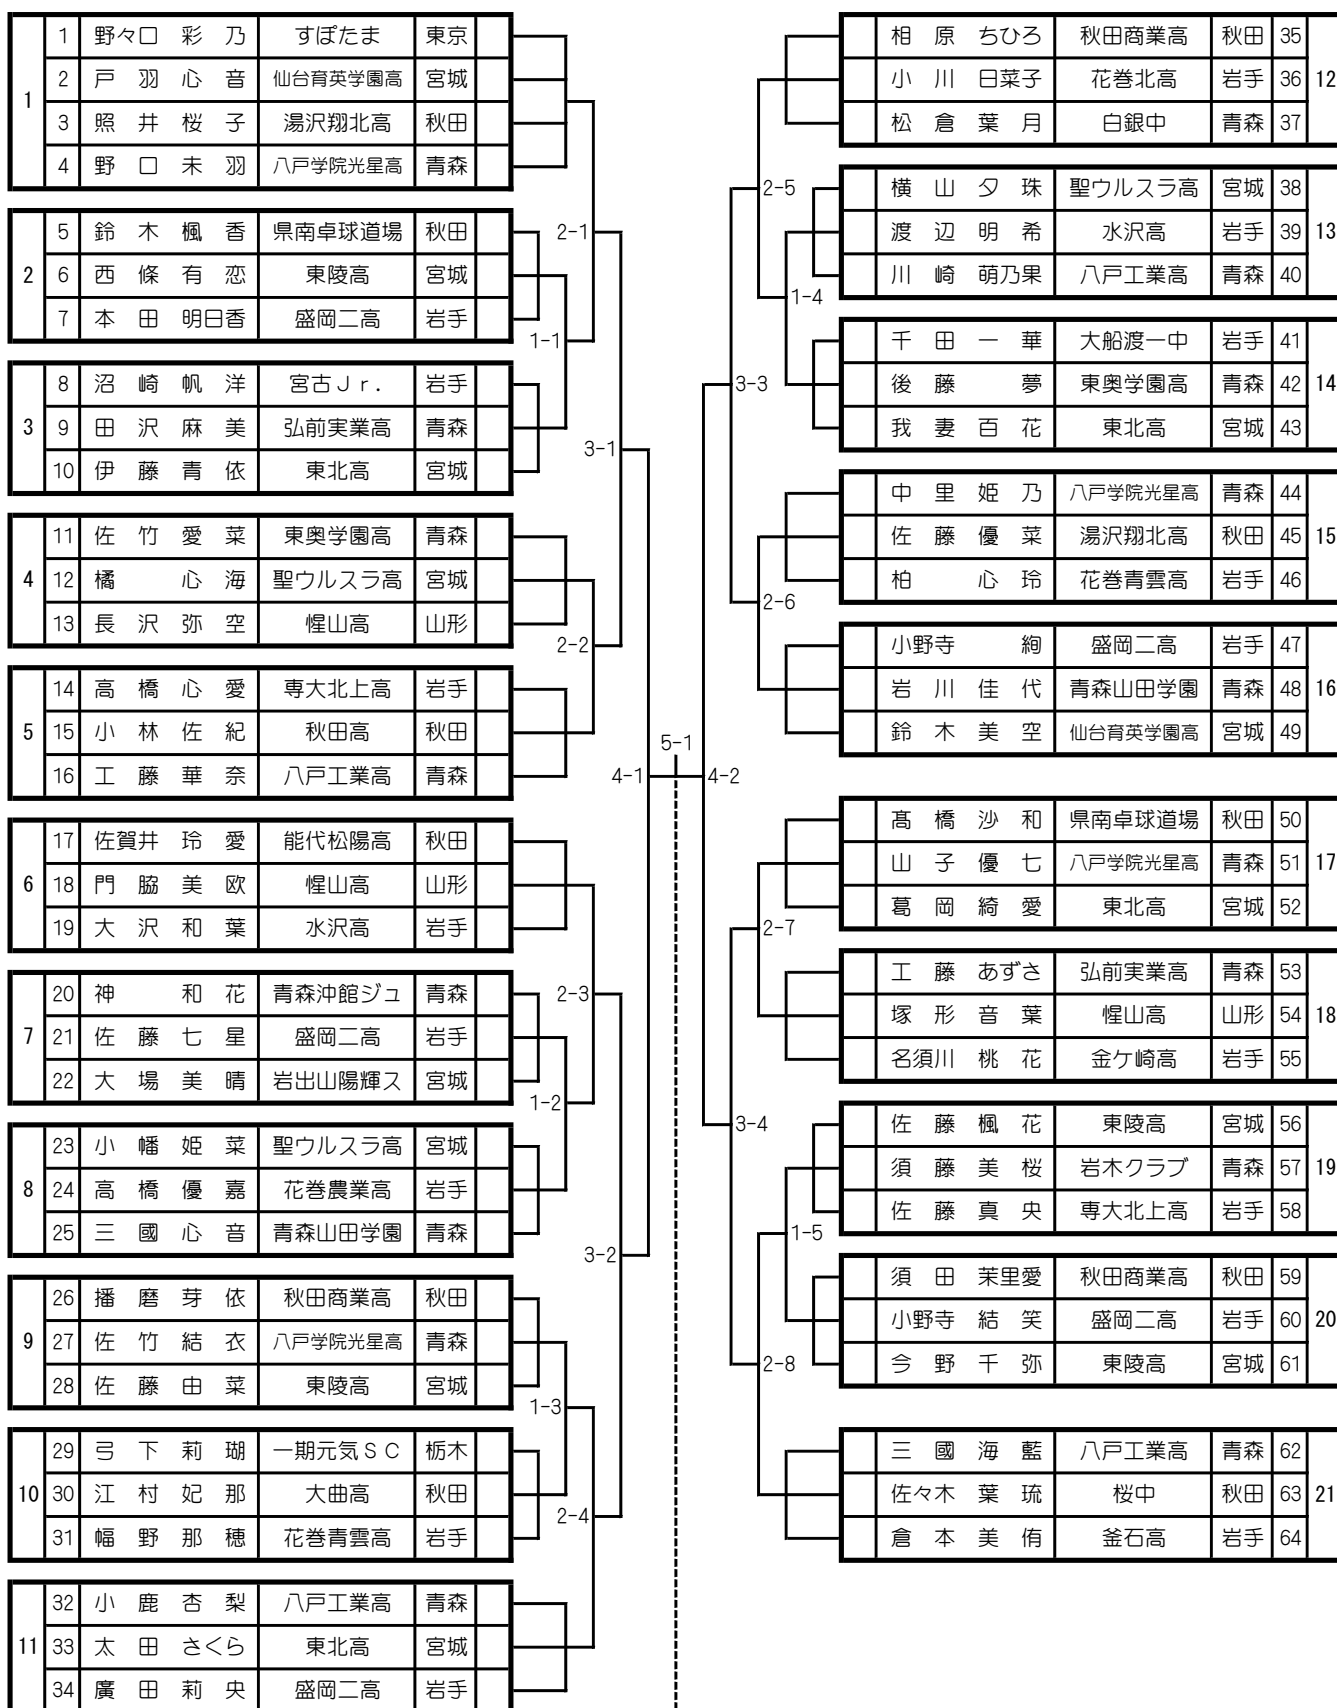 1 野々口 彩 乃 すぽたま 東京
2 戸 羽 心 音 仙台育英学園高 宮城
1
3 照 井 桜 子 湯沢翔北高 秋田
4 野 口 未 羽 八戸学院光星高 青森
5 鈴 木 楓 香 県南卓球道場 秋田
2-1
2 6 西 條 有 恋 東陵高 宮城
7 本 田 明日香 盛岡二高 岩手
1-1
8 沼 崎 帆 洋 宮古Ｊｒ. 岩手
3 9 田 沢 麻 美 弘前実業高 青森
3-1
10 伊 藤 青 依 東北高 宮城
11 佐 竹 愛 菜 東奥学園高 青森
4 12 橘 心 海 聖ウルスラ高 宮城
13 長 沢 弥 空 惺山高 山形
2-2
14 高 橋 心 愛 専大北上高 岩手
5 15 小 林 佐 紀 秋田高 秋田
16 工 藤 華 奈 八戸工業高 青森
4-1
5-1
4-2
17 佐賀井 玲 愛 能代松陽高 秋田
6 18 門 脇 美 欧 惺山高 山形
19 大 沢 和 葉 水沢高 岩手
20 神 和 花 青森沖館ジュ 青森
2-3
7 21 佐 藤 七 星 盛岡二高 岩手
22 大 場 美 晴 岩出山陽輝ス 宮城
1-2
23 小 幡 姫 菜 聖ウルスラ高 宮城
8 24 高 橋 優 嘉 花巻農業高 岩手
25 三 國 心 音 青森山田学園 青森
3-2
26 播 磨 芽 依 秋田商業高 秋田
9 27 佐 竹 結 衣 八戸学院光星高 青森
28 佐 藤 由 菜 東陵高 宮城
1-3
29 弓 下 莉 瑚 一期元気ＳＣ 栃木
10 30 江 村 妃 那 大曲高 秋田
2-4
31 幅 野 那 穂 花巻青雲高 岩手
32 小 鹿 杏 梨 八戸工業高 青森
11 33 太 田 さくら 東北高 宮城
34 廣 田 莉 央 盛岡二高 岩手
相 原 ちひろ 秋田商業高 秋田 35
小 川 日菜子 花巻北高 岩手 36 12
松 倉 葉 月 白銀中 青森 37
2-5
横 山 夕 珠 聖ウルスラ高 宮城 38
渡 辺 明 希 水沢高 岩手 39 13
川 崎 萌乃果 八戸工業高 青森 40
1-4
千 田 一 華 大船渡一中 岩手 41
3-3
後 藤 夢 東奥学園高 青森 42 14
我 妻 百 花 東北高 宮城 43
中 里 姫 乃 八戸学院光星高 青森 44
佐 藤 優 菜 湯沢翔北高 秋田 45 15
柏 心 玲 花巻青雲高 岩手 46
2-6
小野寺 絢 盛岡二高 岩手 47
岩 川 佳 代 青森山田学園 青森 48 16
鈴 木 美 空 仙台育英学園高 宮城 49
髙 橋 沙 和 県南卓球道場 秋田 50
山 子 優 七 八戸学院光星高 青森 51 17
葛 岡 綺 愛 東北高 宮城 52
2-7
工 藤 あずさ 弘前実業高 青森 53
塚 形 音 葉 惺山高 山形 54 18
名須川 桃 花 金ケ崎高 岩手 55
3-4
佐 藤 楓 花 東陵高 宮城 56
須 藤 美 桜 岩木クラブ 青森 57 19
佐 藤 真 央 専大北上高 岩手 58
1-5
須 田 茉里愛 秋田商業高 秋田 59
小野寺 結 笑 盛岡二高 岩手 60 20
今 野 千 弥 東陵高 宮城 61
2-8
三 國 海 藍 八戸工業高 青森 62
佐々木 葉 琉 桜中 秋田 63 21
倉 本 美 侑 釜石高 岩手 64